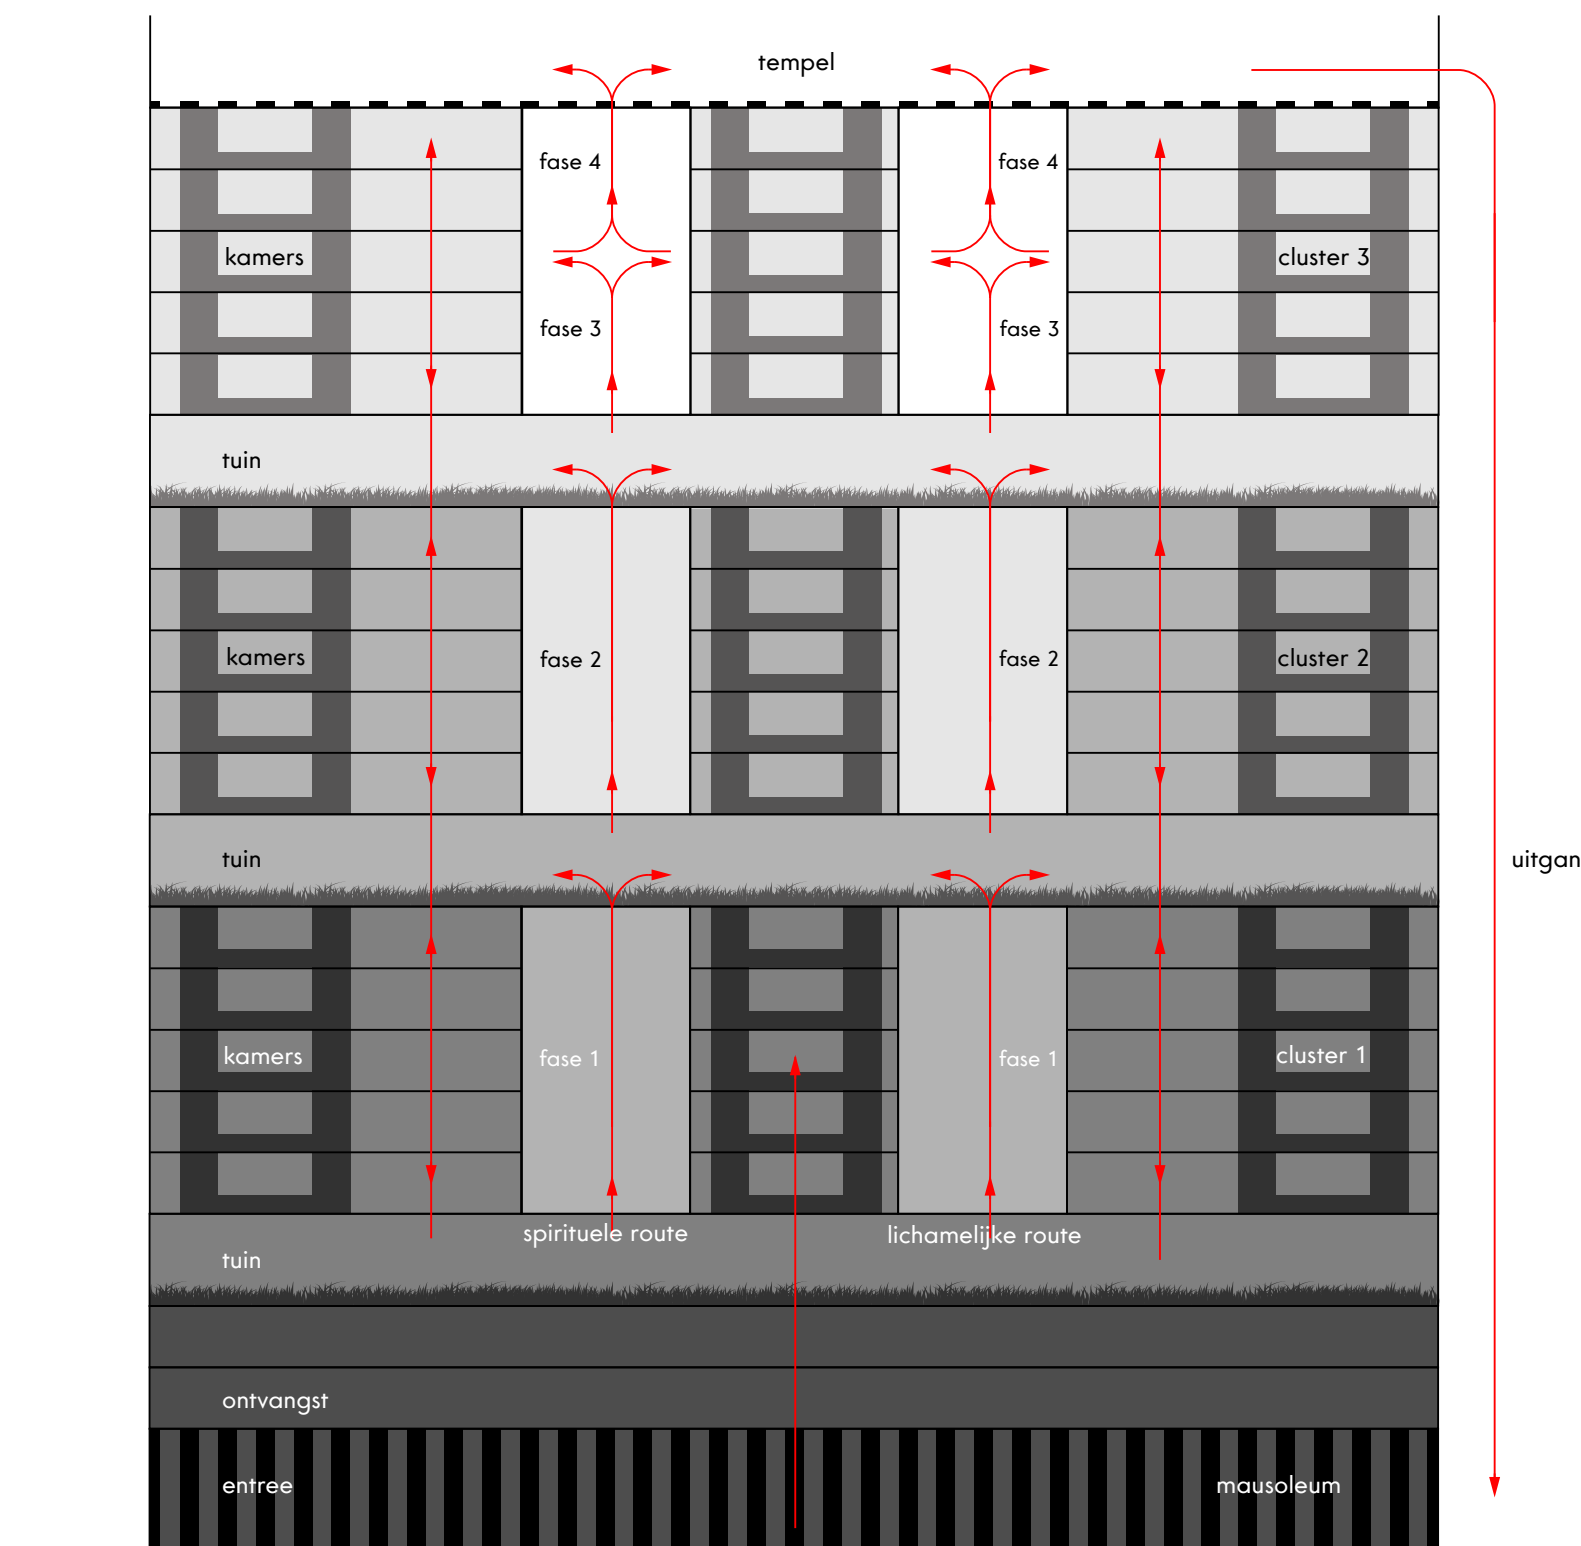 tempel
fase 4
fase 4
kamers
cluster 3
fase 3
fase 3
tuin
kamers
fase 2
fase 2
cluster 2
tuin
uitgan
kamers
fase 1
fase 1
cluster 1
spirituele route
lichamelijke route
tuin
ontvangst
entree
mausoleum